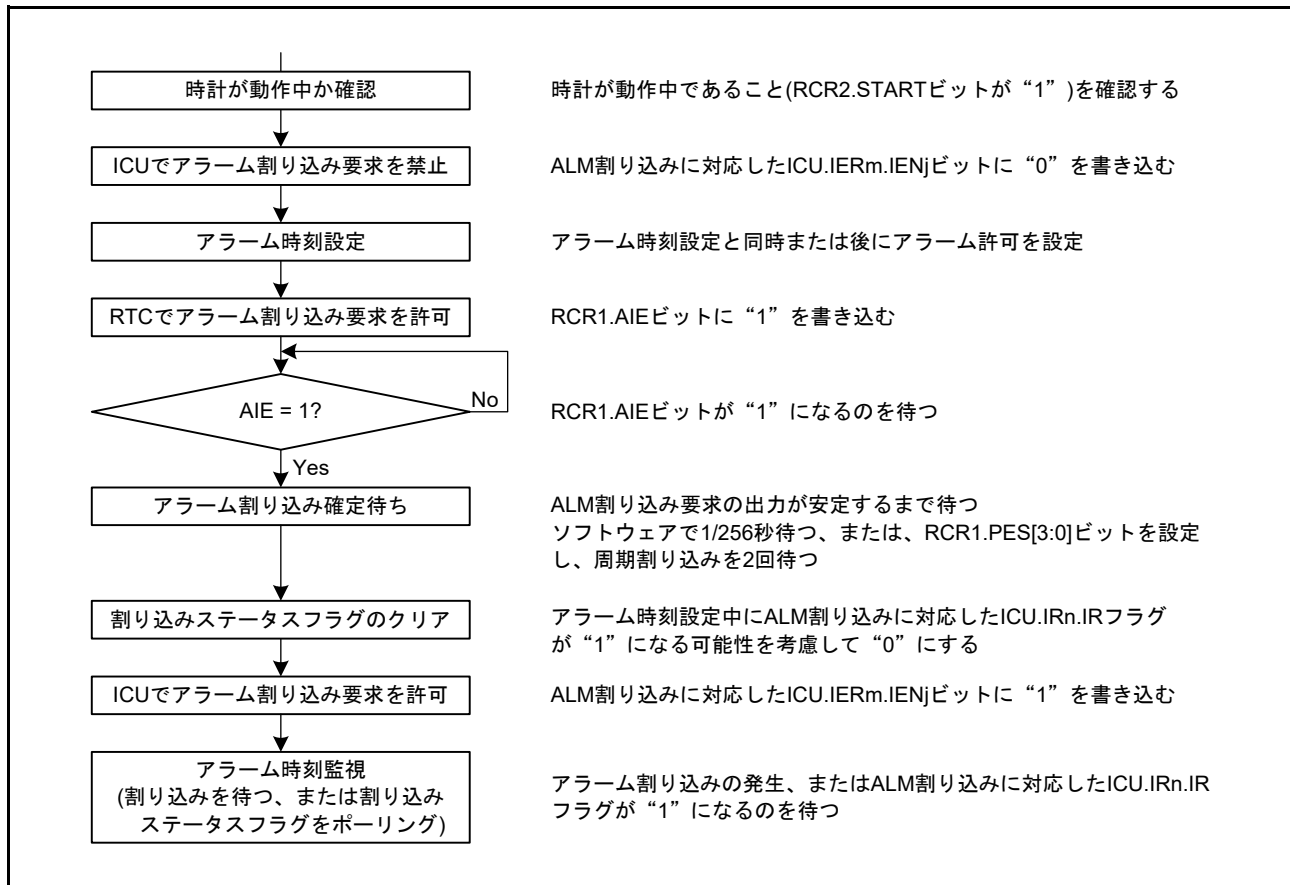 時計が動作中か確認
時計が動作中であること(RCR2.STARTビットが“1”)を確認する
ICUでアラーム割り込み要求を禁止
ALM割り込みに対応したICU.IERm.IENjビットに“0”を書き込む
アラーム時刻設定
アラーム時刻設定と同時または後にアラーム許可を設定
RTCでアラーム割り込み要求を許可
RCR1.AIEビットに“1”を書き込む
AIE = 1?
No
RCR1.AIEビットが“1”になるのを待つ
Yes
アラーム割り込み確定待ち
ALM割り込み要求の出力が安定するまで待つ
ソフトウェアで1/256秒待つ、または、RCR1.PES[3:0]ビットを設定
し、周期割り込みを2回待つ
割り込みステータスフラグのクリア
アラーム時刻設定中にALM割り込みに対応したICU.IRn.IRフラグ
が“1”になる可能性を考慮して“0”にする
ICUでアラーム割り込み要求を許可
ALM割り込みに対応したICU.IERm.IENjビットに“1”を書き込む
アラーム時刻監視
(割り込みを待つ、または割り込み
ステータスフラグをポーリング)
アラーム割り込みの発生、またはALM割り込みに対応したICU.IRn.IR
フラグが“1”になるのを待つ